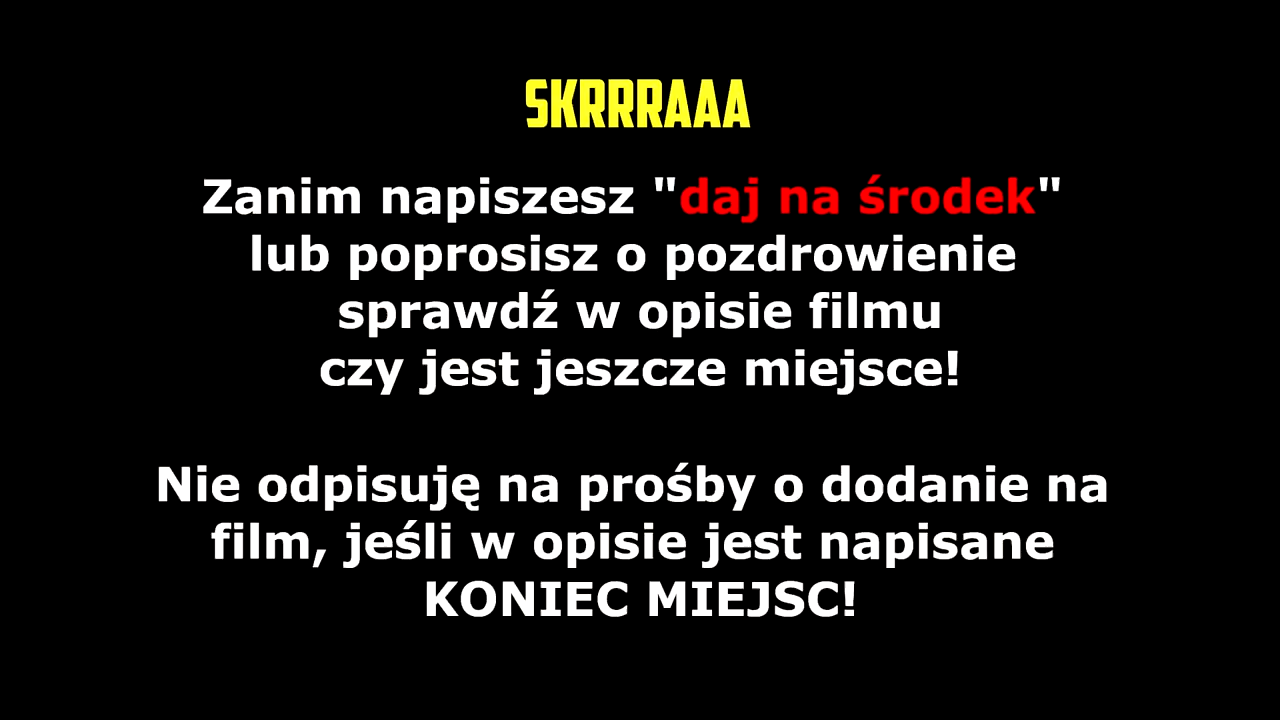 SKRRRAAA
Zanim napiszesz "daj na środek"
lub poprosisz o pozdrowienie
sprawdź w opisie filmu
czy jest jeszcze miejsce!
Nie odpisuję na prośby o dodanie na
film, jeśli w opisie jest napisane
KONIEC MIEJSC!